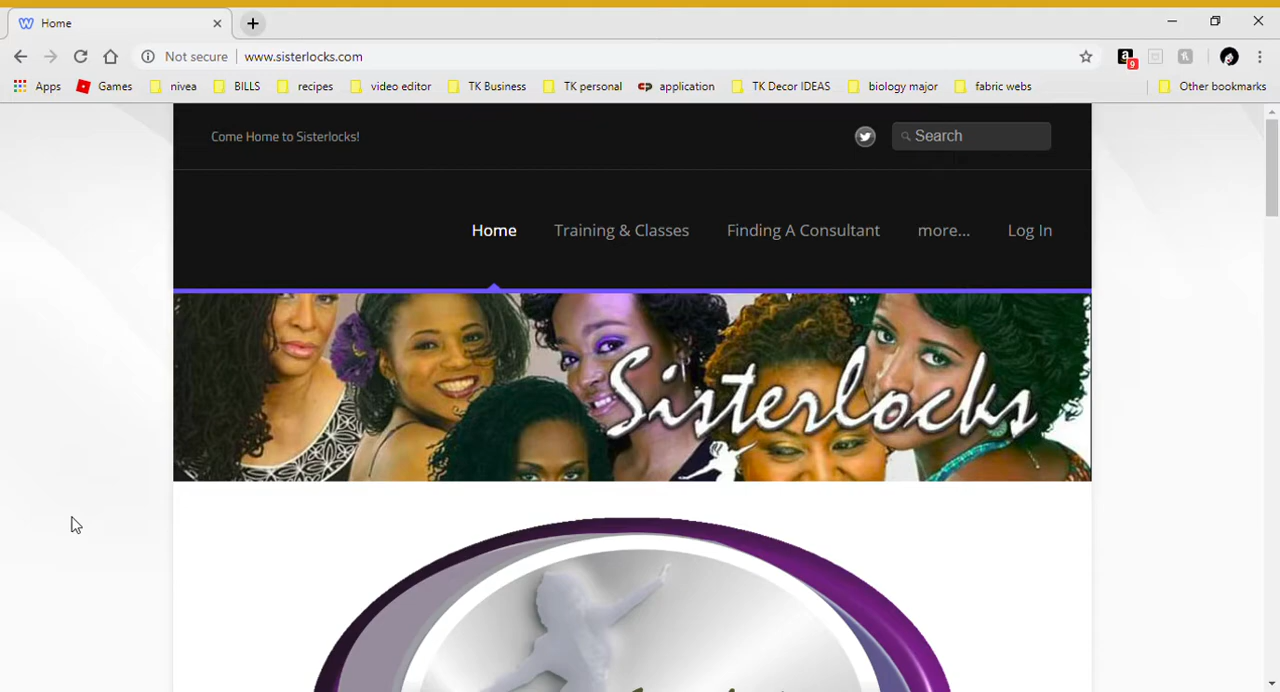 Home
Not secure www.sisterlocks.com
9
Apps Games nivea BILLS recipes video editor TK Business TK personal application TK Decor IDEAS biology major fabric webs Other bookmarks
Come Home to Sisterlocks!
Search
Home Training & Classes Finding A Consultant more... Log In
Sisterlocks